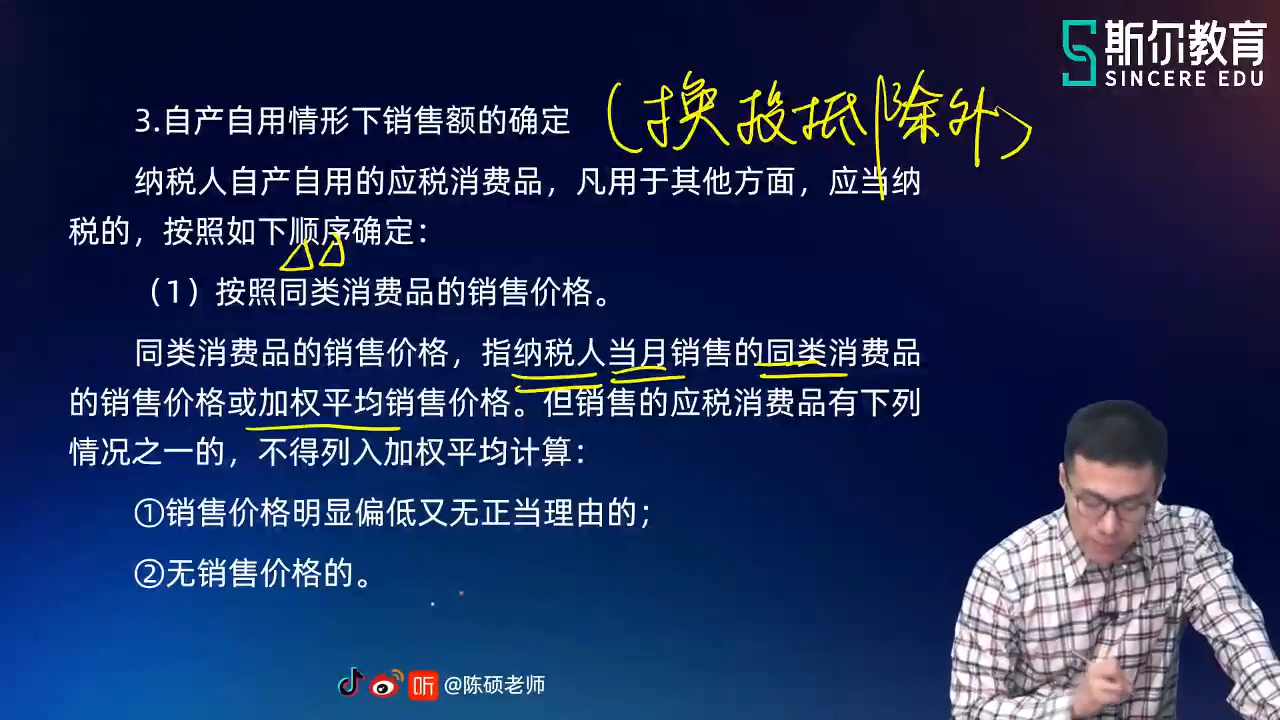 斯尔教育
SINCERE EDU
3.自产自用情形下销售额的确定 (换投抵除外)
纳税人自产自用的应税消费品，凡用于其他方面，应当纳
税的，按照如下顺序确定：
（1）按照同类消费品的销售价格。
同类消费品的销售价格，指纳税人当月销售的同类消费品
的销售价格或加权平均销售价格。但销售的应税消费品有下列
情况之一的，不得列入加权平均计算：
①销售价格明显偏低又无正当理由的；
②无销售价格的。
听 @陈硕老师